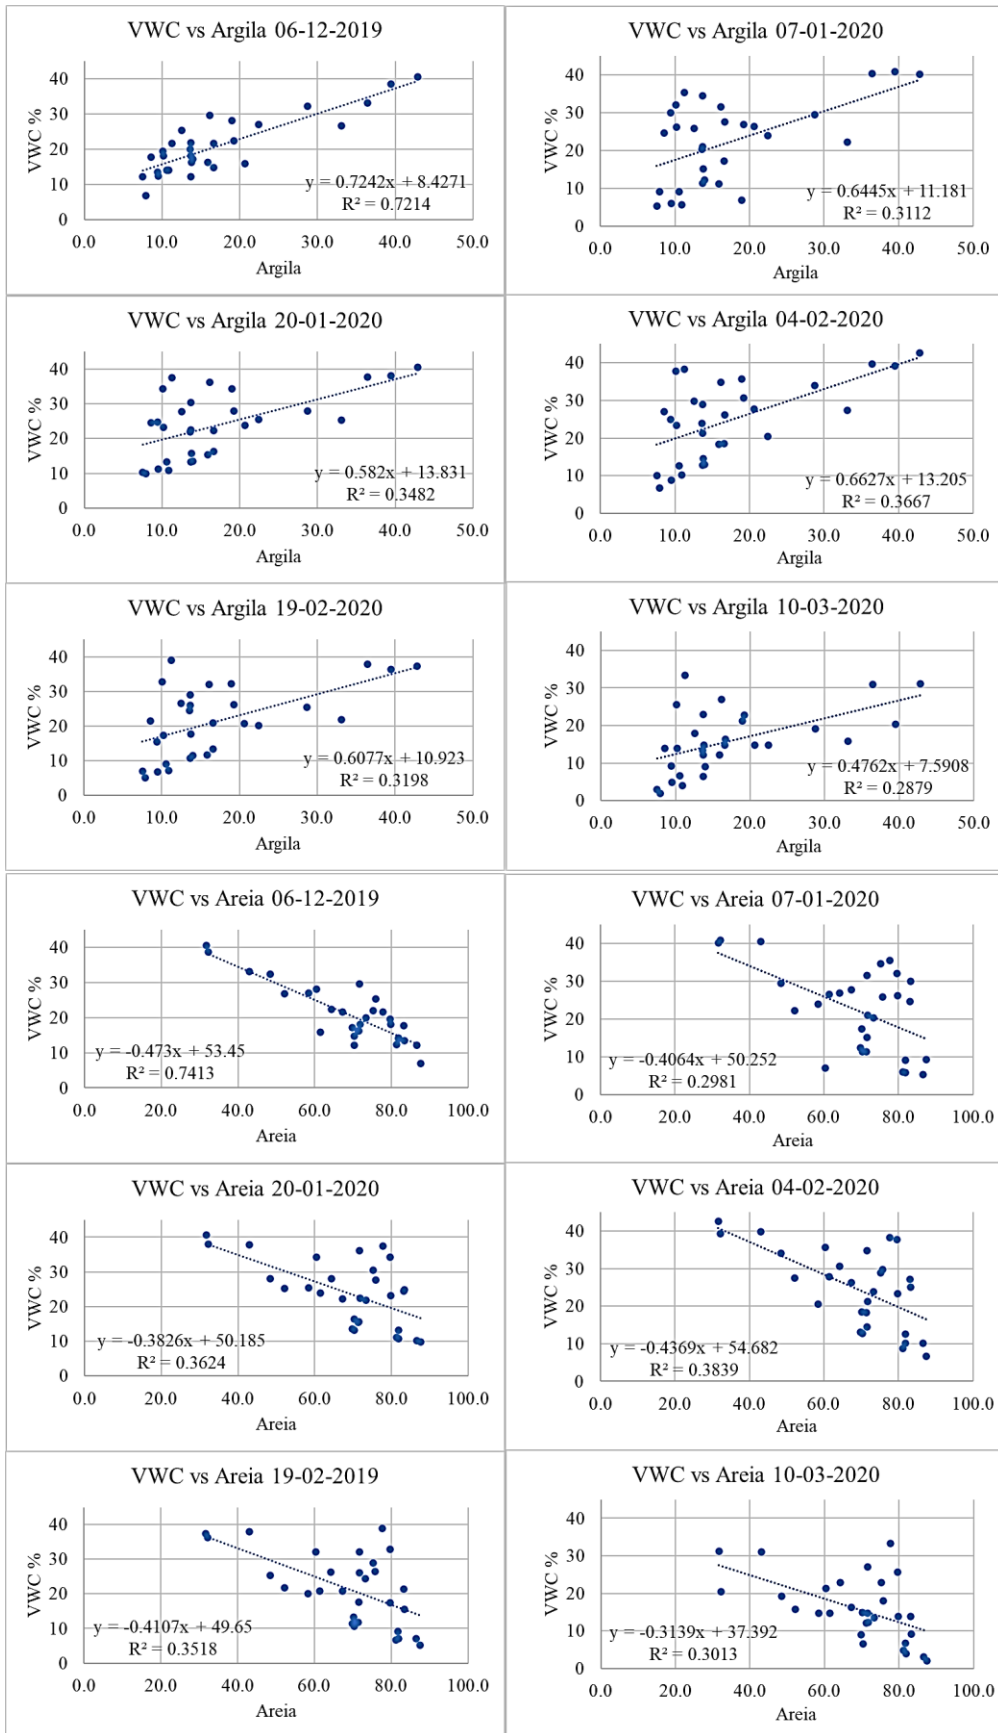 VWC vs Argila 06-12-2019
VWC %
40
30
20
10
0
y = 0.7242x + 8.4271
R² = 0.7214
0.0 10.0 20.0 30.0 40.0 50.0
Argila
VWC vs Argila 07-01-2020
VWC %
40
30
20
10
0
y = 0.6445x + 11.181
R² = 0.3112
0.0 10.0 20.0 30.0 40.0 50.0
Argila
VWC vs Argila 20-01-2020
VWC %
40
30
20
10
0
y = 0.582x + 13.831
R² = 0.3482
0.0 10.0 20.0 30.0 40.0 50.0
Argila
VWC vs Argila 04-02-2020
VWC %
40
30
20
10
0
y = 0.6627x + 13.205
R² = 0.3667
0.0 10.0 20.0 30.0 40.0 50.0
Argila
VWC vs Argila 19-02-2020
VWC %
40
30
20
10
0
y = 0.6077x + 10.923
R² = 0.3198
0.0 10.0 20.0 30.0 40.0 50.0
Argila
VWC vs Argila 10-03-2020
VWC %
40
30
20
10
0
y = 0.4762x + 7.5908
R² = 0.2879
0.0 10.0 20.0 30.0 40.0 50.0
Argila
VWC vs Areia 06-12-2019
VWC %
40
30
20
10
0
y = -0.473x + 53.45
R² = 0.7413
0.0 20.0 40.0 60.0 80.0 100.0
Areia
VWC vs Areia 07-01-2020
VWC %
40
30
20
10
0
y = -0.4064x + 50.252
R² = 0.2981
0.0 20.0 40.0 60.0 80.0 100.0
Areia
VWC vs Areia 20-01-2020
VWC %
40
30
20
10
0
y = -0.3826x + 50.185
R² = 0.3624
0.0 20.0 40.0 60.0 80.0 100.0
Areia
VWC vs Areia 04-02-2020
VWC %
40
30
20
10
0
y = -0.4369x + 54.682
R² = 0.3839
0.0 20.0 40.0 60.0 80.0 100.0
Areia
VWC vs Areia 19-02-2019
VWC %
40
30
20
10
0
y = -0.4107x + 49.65
R² = 0.3518
0.0 20.0 40.0 60.0 80.0 100.0
Areia
VWC vs Areia 10-03-2020
VWC %
40
30
20
10
0
y = -0.3139x + 37.392
R² = 0.3013
0.0 20.0 40.0 60.0 80.0 100.0
Areia